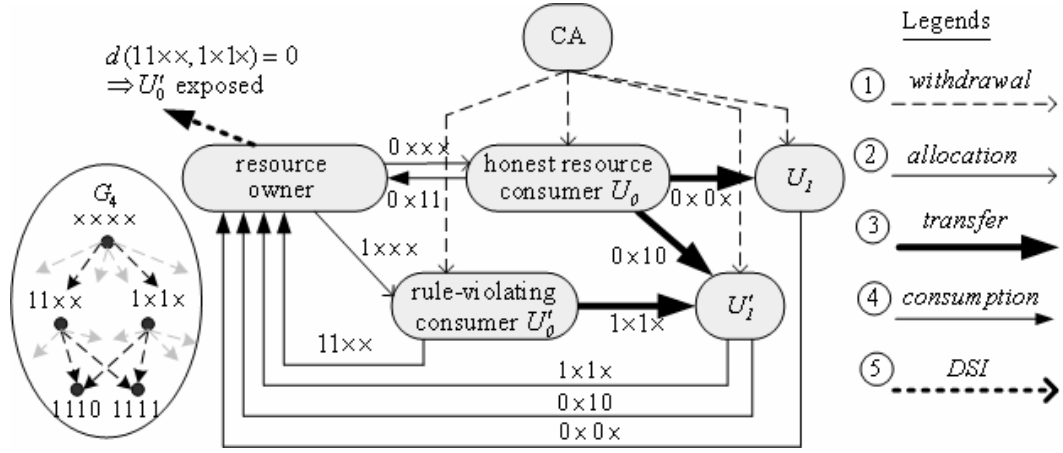 CA
Legends
d(11××, 1×1×) = 0
⇒ U′₀ exposed
① withdrawal
② allocation
③ transfer
④ consumption
⑤ DSI
resource
owner
0×××
0×11
honest resource
consumer U₀
0×0×
U₁
G₄
××××
11××
1×1×
1110 1111
1×××
0×10
rule-violating
consumer U′₀
1×1×
U′₁
11××
1×1×
0×10
0×0×